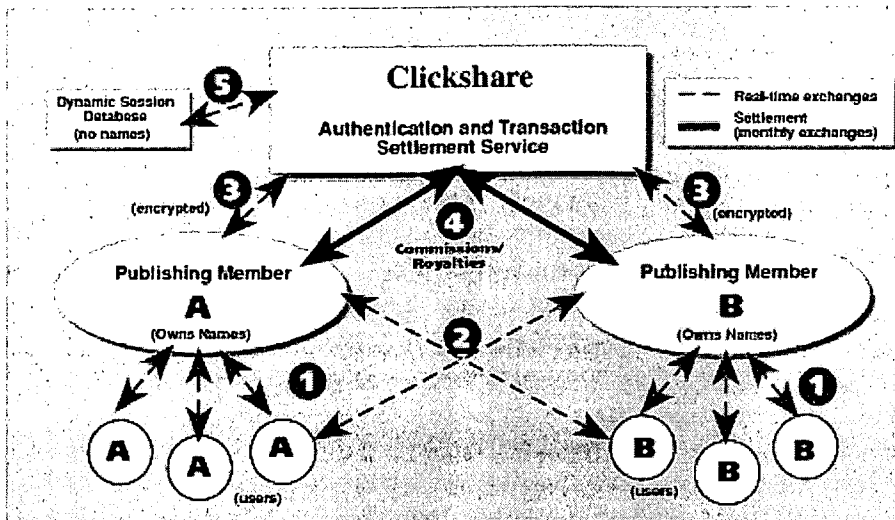 Clickshare
Authentication and Transaction
Settlement Service
5
Dynamic Session
Database
(no names)
Real-time exchanges
Settlement
(monthly exchanges)
3
(encrypted)
3
(encrypted)
4
Commissions/
Royalties
Publishing Member
A
(Owns Names)
Publishing Member
B
(Owns Names)
2
1
1
A
A
A
(users)
B
B
B
(users)